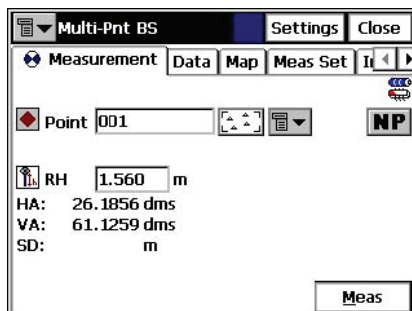 Multi-Pnt BS Settings Close
Measurement Data Map Meas Set
Point 001 NP
RH 1.560 m
HA: 26.1856 dms
VA: 61.1259 dms
SD: m
Meas